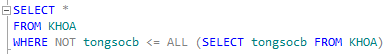 SELECT *
FROM KHOA
WHERE NOT tongsocb <= ALL (SELECT tongsocb FROM KHOA)